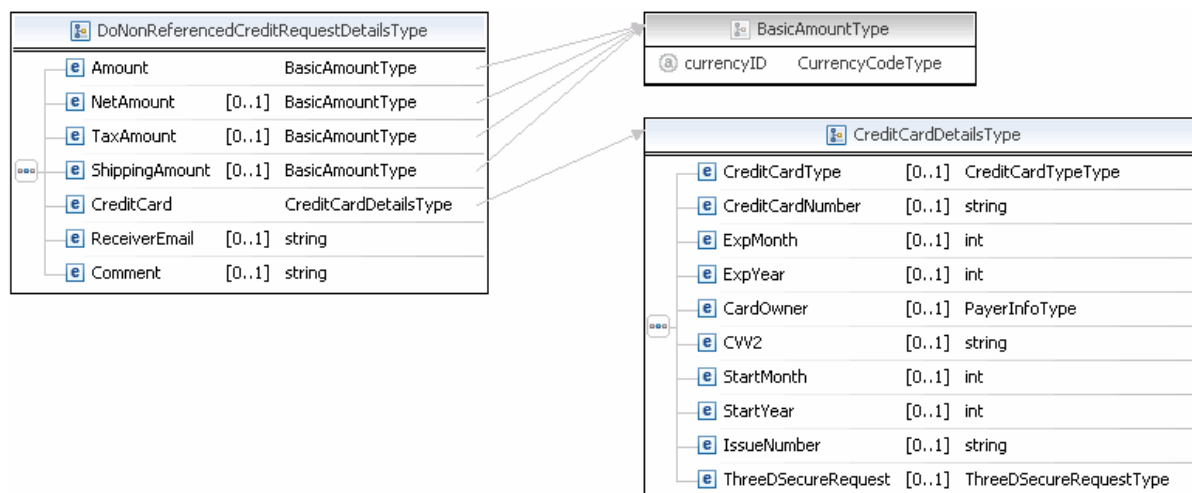 DoNonReferencedCreditRequestDetailsType
e Amount BasicAmountType
e NetAmount [0..1] BasicAmountType
e TaxAmount [0..1] BasicAmountType
e ShippingAmount [0..1] BasicAmountType
e CreditCard CreditCardDetailsType
e ReceiverEmail [0..1] string
e Comment [0..1] string
BasicAmountType
a currencyID CurrencyCodeType
CreditCardDetailsType
e CreditCardType [0..1] CreditCardTypeType
e CreditCardNumber [0..1] string
e ExpMonth [0..1] int
e ExpYear [0..1] int
e CardOwner [0..1] PayerInfoType
e CVV2 [0..1] string
e StartMonth [0..1] int
e StartYear [0..1] int
e IssueNumber [0..1] string
e ThreeDSecureRequest [0..1] ThreeDSecureRequestType